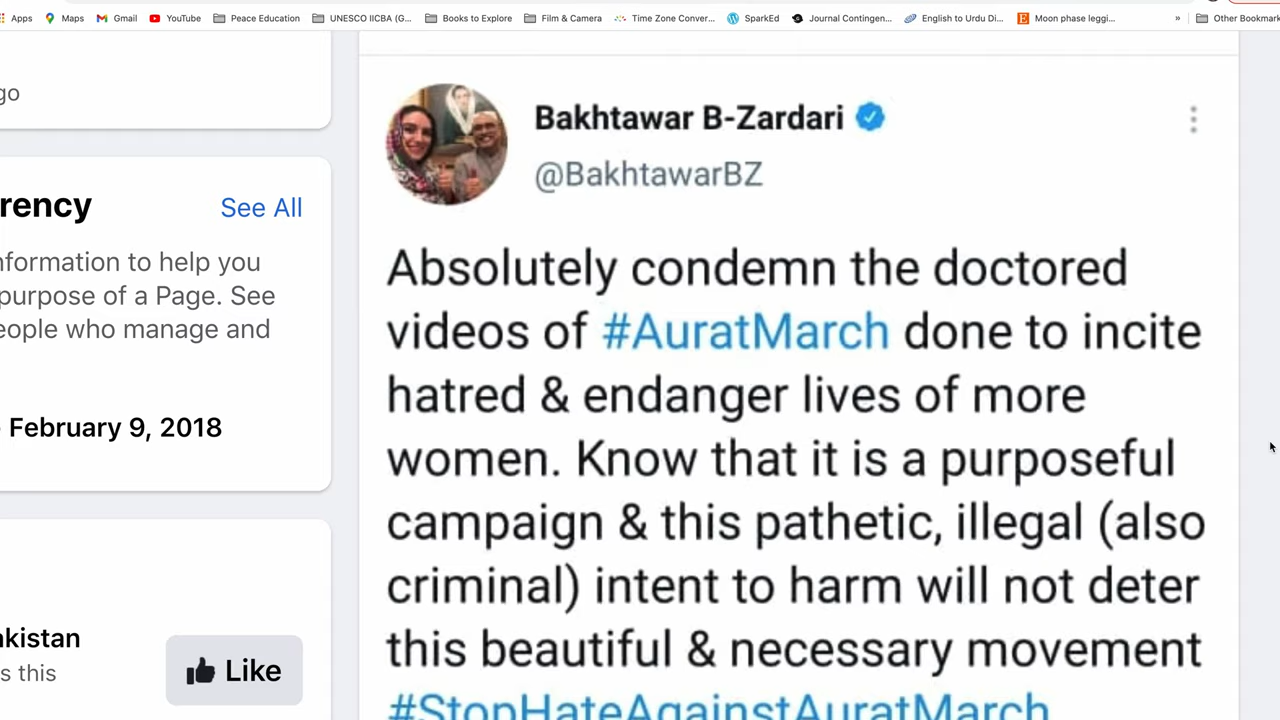 Apps Maps Gmail YouTube Peace Education UNESCO IICBA (G... Books to Explore Film & Camera Time Zone Conver... SparkEd Journal Contingen... English to Urdu Di... Moon phase leggi... » Other Bookmark
go
rency See All
nformation to help you
purpose of a Page. See
eople who manage and
February 9, 2018
akistan
s this
Like
Bakhtawar B-Zardari
@BakhtawarBZ
Absolutely condemn the doctored
videos of #AuratMarch done to incite
hatred & endanger lives of more
women. Know that it is a purposeful
campaign & this pathetic, illegal (also
criminal) intent to harm will not deter
this beautiful & necessary movement
#StopHateAgainstAuratMarch